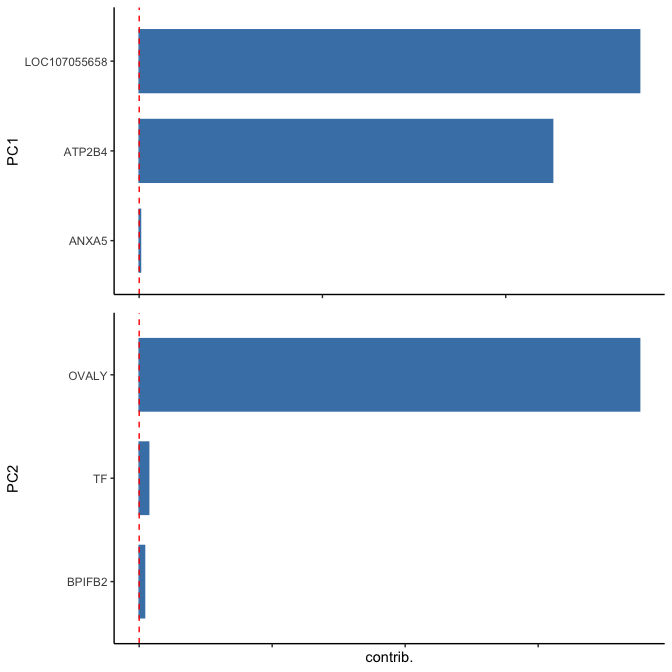 PC1
LOC107055658
ATP2B4
ANXA5
PC2
OVALY
TF
BPIFB2
contrib.